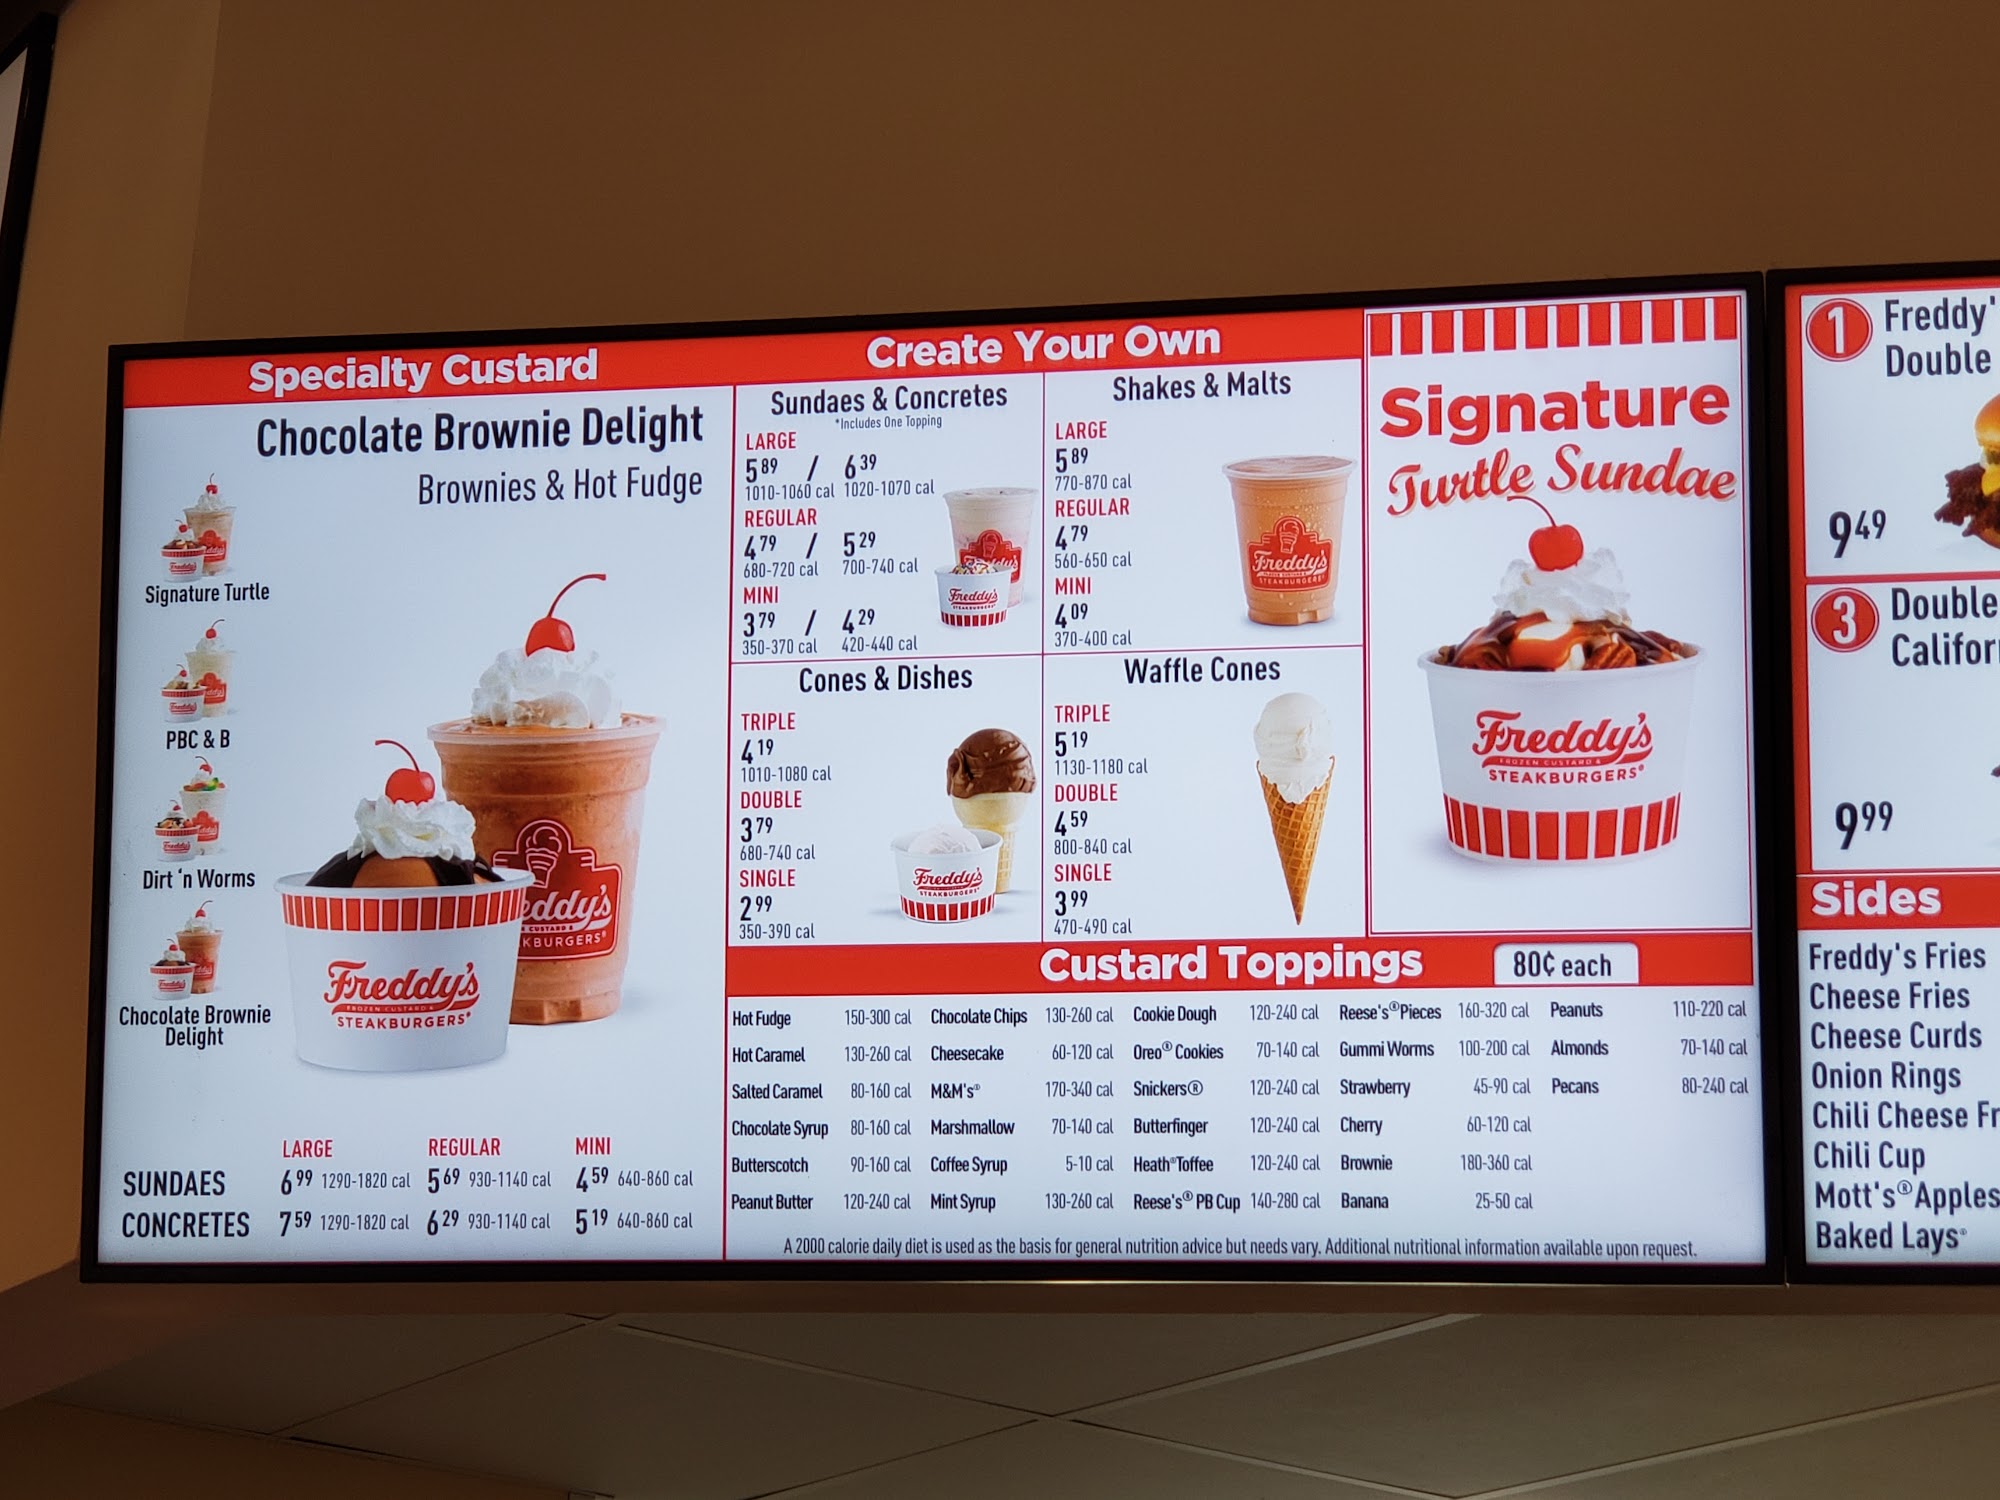 Specialty Custard
Chocolate Brownie Delight
Brownies & Hot Fudge
Signature Turtle
PBC & B
Dirt 'n Worms
Chocolate Brownie
Delight
Freddy's
FROZEN CUSTARD &
STEAKBURGERS®
eddy's
CUSTARD &
KBURGERS®
LARGE REGULAR MINI
SUNDAES 6 99 1290-1820 cal 5 69 930-1140 cal 4 59 640-860 cal
CONCRETES 7 59 1290-1820 cal 6 29 930-1140 cal 5 19 640-860 cal
Create Your Own
Sundaes & Concretes
*Includes One Topping
LARGE
5 89 / 6 39
1010-1060 cal 1020-1070 cal
REGULAR
4 79 / 5 29
680-720 cal 700-740 cal
MINI
3 79 / 4 29
350-370 cal 420-440 cal
Freddy's
STEAKBURGERS®
Shakes & Malts
LARGE
5 89
770-870 cal
REGULAR
4 79
560-650 cal
MINI
4 09
370-400 cal
Freddy's
STEAKBURGERS®
Cones & Dishes
TRIPLE
4 19
1010-1080 cal
DOUBLE
3 79
680-740 cal
SINGLE
2 99
350-390 cal
Freddy's
STEAKBURGERS®
Waffle Cones
TRIPLE
5 19
1130-1180 cal
DOUBLE
4 59
800-840 cal
SINGLE
3 99
470-490 cal
Signature
Turtle Sundae
Freddy's
FROZEN CUSTARD &
STEAKBURGERS®
Custard Toppings 80¢ each
Hot Fudge 150-300 cal Chocolate Chips 130-260 cal Cookie Dough 120-240 cal Reese's® Pieces 160-320 cal Peanuts 110-220 cal
Hot Caramel 130-260 cal Cheesecake 60-120 cal Oreo® Cookies 70-140 cal Gummi Worms 100-200 cal Almonds 70-140 cal
Salted Caramel 80-160 cal M&M's® 170-340 cal Snickers® 120-240 cal Strawberry 45-90 cal Pecans 80-240 cal
Chocolate Syrup 80-160 cal Marshmallow 70-140 cal Butterfinger 120-240 cal Cherry 60-120 cal
Butterscotch 90-160 cal Coffee Syrup 5-10 cal Heath® Toffee 120-240 cal Brownie 180-360 cal
Peanut Butter 120-240 cal Mint Syrup 130-260 cal Reese's® PB Cup 140-280 cal Banana 25-50 cal
A 2000 calorie daily diet is used as the basis for general nutrition advice but needs vary. Additional nutritional information available upon request.
1 Freddy'
Double
9 49
3 Double
Califor
9 99
Sides
Freddy's Fries
Cheese Fries
Cheese Curds
Onion Rings
Chili Cheese Fr
Chili Cup
Mott's® Apples
Baked Lays®